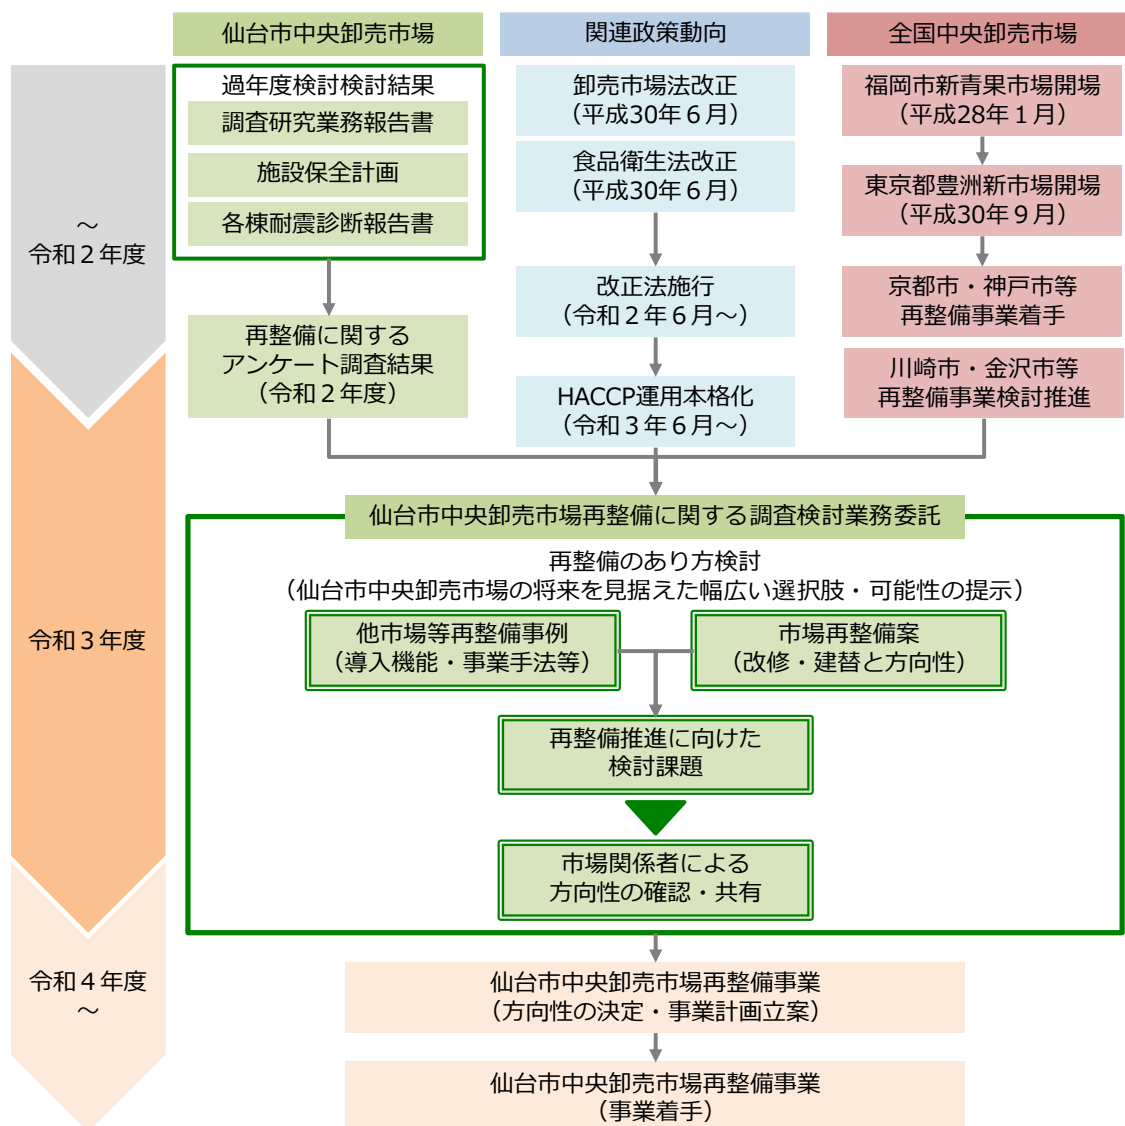 仙台市中央卸売市場
関連政策動向
全国中央卸売市場
～
令和２年度
過年度検討検討結果
調査研究業務報告書
施設保全計画
各棟耐震診断報告書
再整備に関する
アンケート調査結果
（令和２年度）
卸売市場法改正
（平成30年６月）
食品衛生法改正
（平成30年６月）
改正法施行
（令和２年６月～）
HACCP運用本格化
（令和３年６月～）
福岡市新青果市場開場
（平成28年１月）
東京都豊洲新市場開場
（平成30年９月）
京都市・神戸市等
再整備事業着手
川崎市・金沢市等
再整備事業検討推進
令和３年度
仙台市中央卸売市場再整備に関する調査検討業務委託
再整備のあり方検討
（仙台市中央卸売市場の将来を見据えた幅広い選択肢・可能性の提示）
他市場等再整備事例
（導入機能・事業手法等）
市場再整備案
（改修・建替と方向性）
再整備推進に向けた
検討課題
市場関係者による
方向性の確認・共有
令和４年度
～
仙台市中央卸売市場再整備事業
（方向性の決定・事業計画立案）
仙台市中央卸売市場再整備事業
（事業着手）